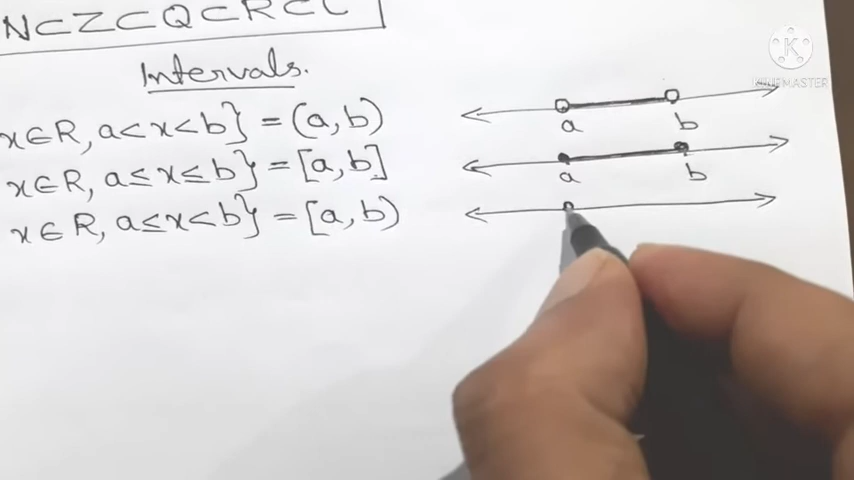 N⊂Z⊂Q⊂R⊂C
Intervals.
x∈R, a<x<b} = (a, b)
a b
x∈R, a≤x≤b} = [a, b]
a b
x∈R, a≤x<b} = [a, b)
K
KINEMASTER